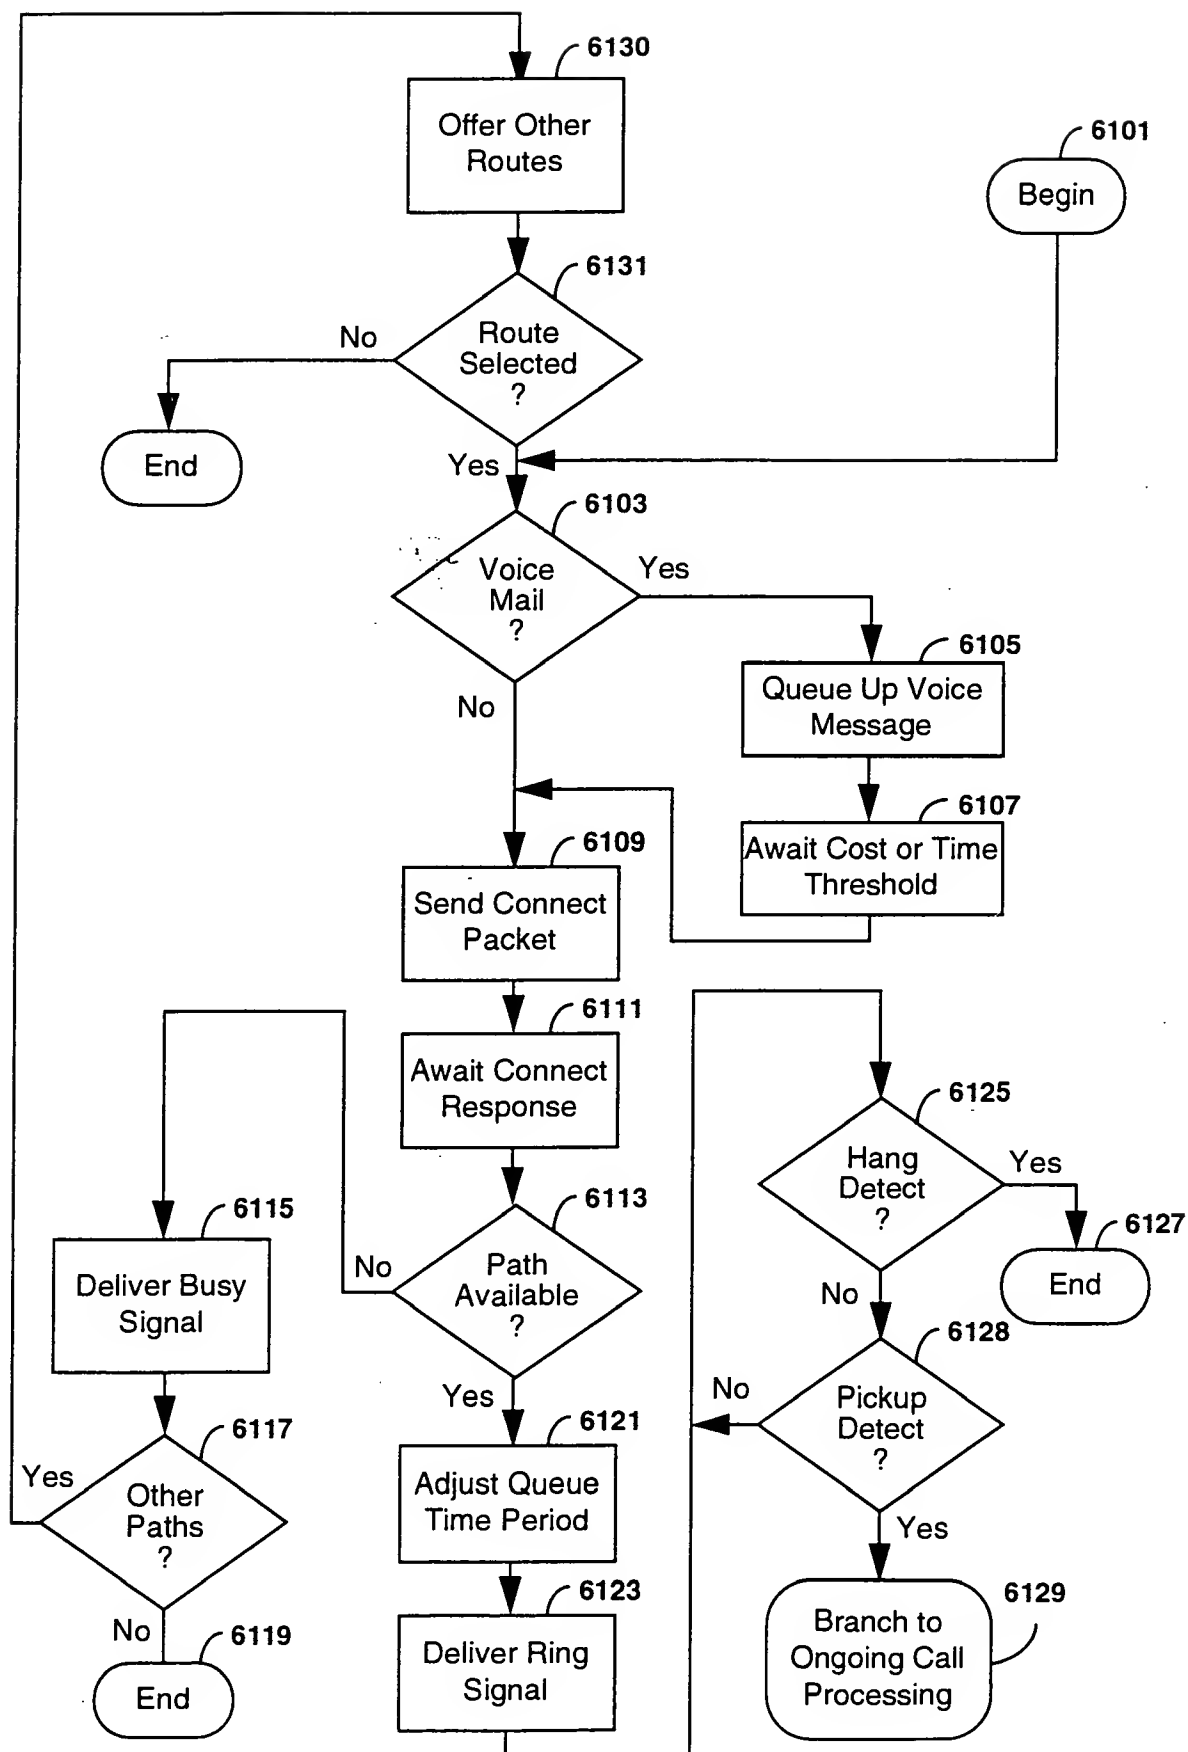 6130
Offer Other
Routes
6101
Begin
6131
Route
Selected
?
No
End
Yes
6103
Voice
Mail
?
Yes
No
6105
Queue Up Voice
Message
6107
Await Cost or Time
Threshold
6109
Send Connect
Packet
6111
Await Connect
Response
6113
Path
Available
?
No
Yes
6115
Deliver Busy
Signal
6117
Other
Paths
?
Yes
No
6119
End
6121
Adjust Queue
Time Period
6123
Deliver Ring
Signal
6125
Hang
Detect
?
Yes
6127
End
No
6128
Pickup
Detect
?
No
Yes
6129
Branch to
Ongoing Call
Processing